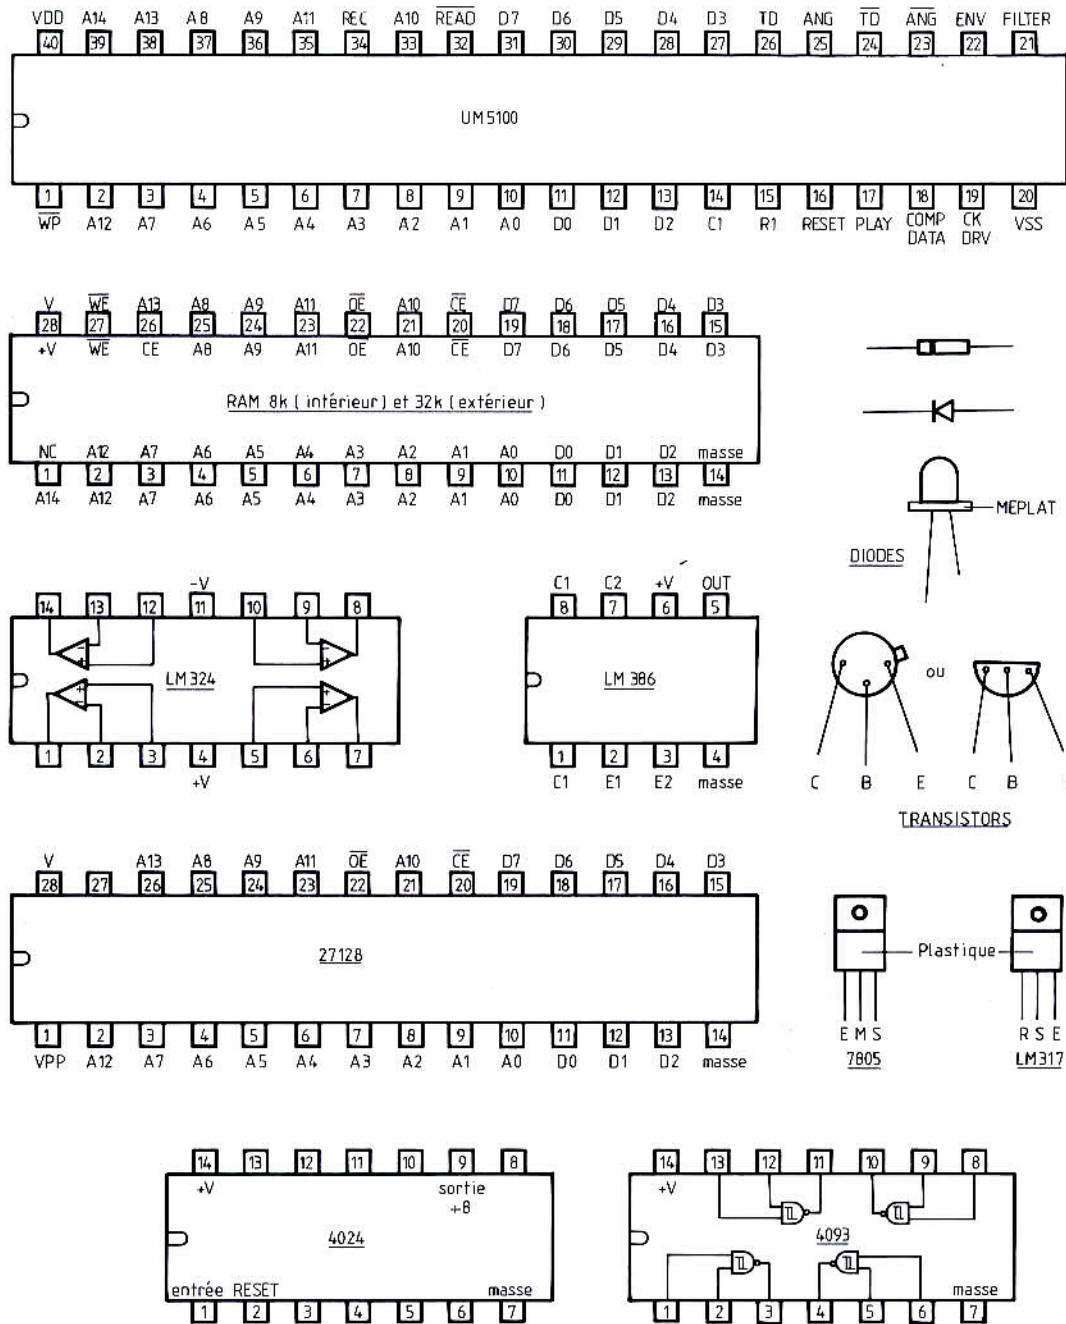 VDD A14 A13 A8 A9 A11 REC A10 READ D7 D6 D5 D4 D3 TD ANG TD ANG ENV FILTER
40 39 38 37 36 35 34 33 32 31 30 29 28 27 26 25 24 23 22 21
UM5100
1 2 3 4 5 6 7 8 9 10 11 12 13 14 15 16 17 18 19 20
WP A12 A7 A6 A5 A4 A3 A2 A1 A0 D0 D1 D2 C1 R1 RESET PLAY COMP DATA CK DRV VSS
V WE A13 A8 A9 A11 OE A10 CE D7 D6 D5 D4 D3
28 27 26 25 24 23 22 21 20 19 18 17 16 15
+V WE CE A8 A9 A11 OE A10 CE D7 D6 D5 D4 D3
RAM 8k ( intérieur) et 32k ( extérieur )
NC A12 A7 A6 A5 A4 A3 A2 A1 A0 D0 D1 D2 masse
1 2 3 4 5 6 7 8 9 10 11 12 13 14
A14 A12 A7 A6 A5 A4 A3 A2 A1 A0 D0 D1 D2 masse
MEPLAT
DIODES
-V
14 13 12 11 10 9 8
- + - +
LM324
+ - + -
1 2 3 4 5 6 7
+V
C1 C2 +V OUT
8 7 6 5
LM 386
1 2 3 4
C1 E1 E2 masse
ou
C B E C B
TRANSISTORS
V A13 A8 A9 A11 OE A10 CE D7 D6 D5 D4 D3
28 27 26 25 24 23 22 21 20 19 18 17 16 15
27128
1 2 3 4 5 6 7 8 9 10 11 12 13 14
VPP A12 A7 A6 A5 A4 A3 A2 A1 A0 D0 D1 D2 masse
Plastique
E M S
7805
R S E
LM317
14 13 12 11 10 9 8
+V sortie
+8
4024
entrée RESET masse
1 2 3 4 5 6 7
14 13 12 11 10 9 8
+V
4093
masse
1 2 3 4 5 6 7